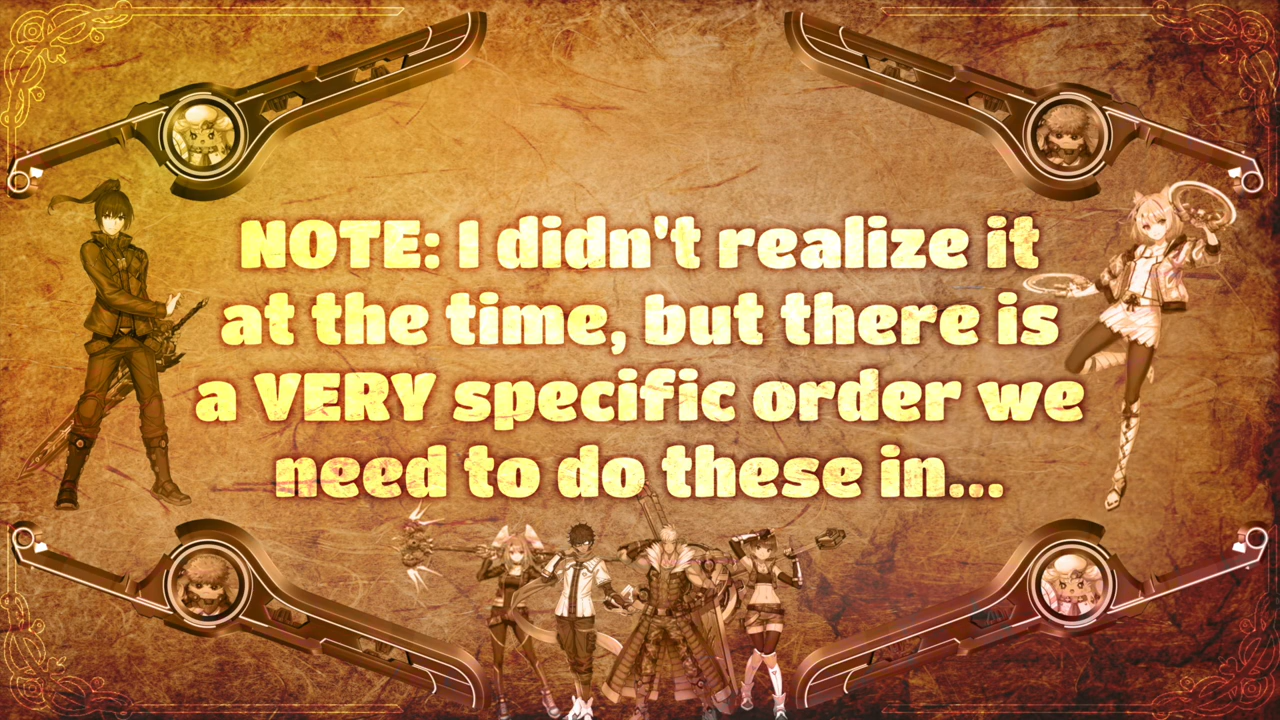 NOTE: I didn't realize it
at the time, but there is
a VERY specific order we
need to do these in...